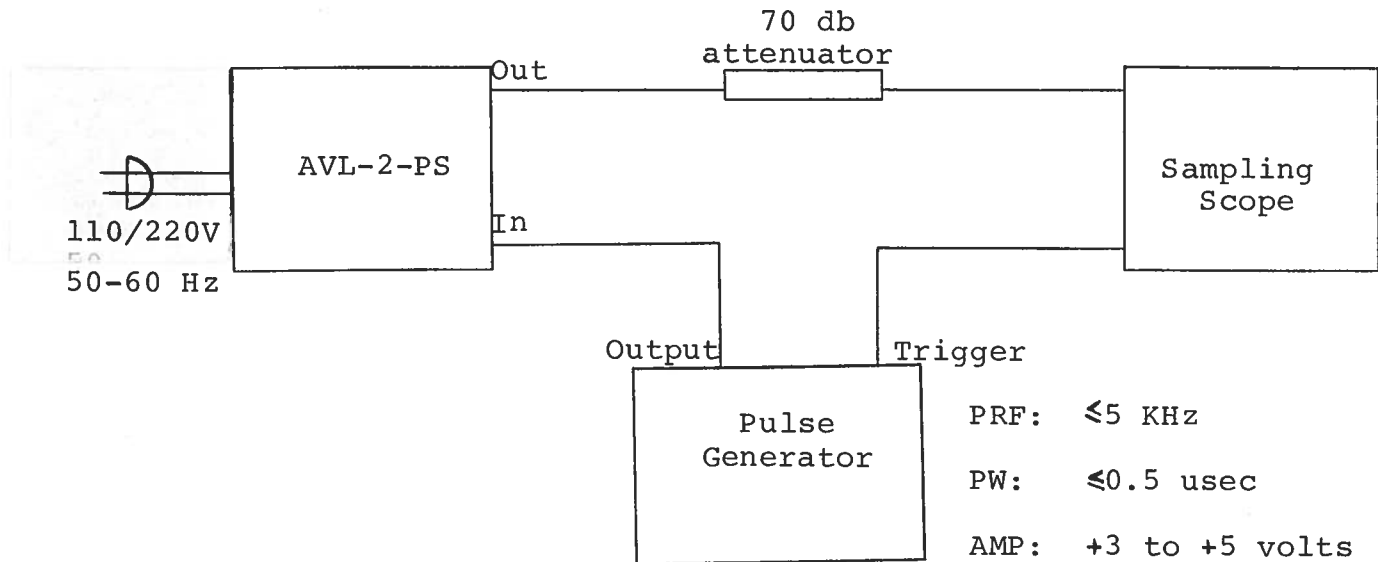 70 db
attenuator
Out
AVL-2-PS
Sampling
Scope
In
110/220V
50
50-60 Hz
Output
Trigger
Pulse
Generator
PRF: ≤5 KHz
PW: ≤0.5 usec
AMP: +3 to +5 volts